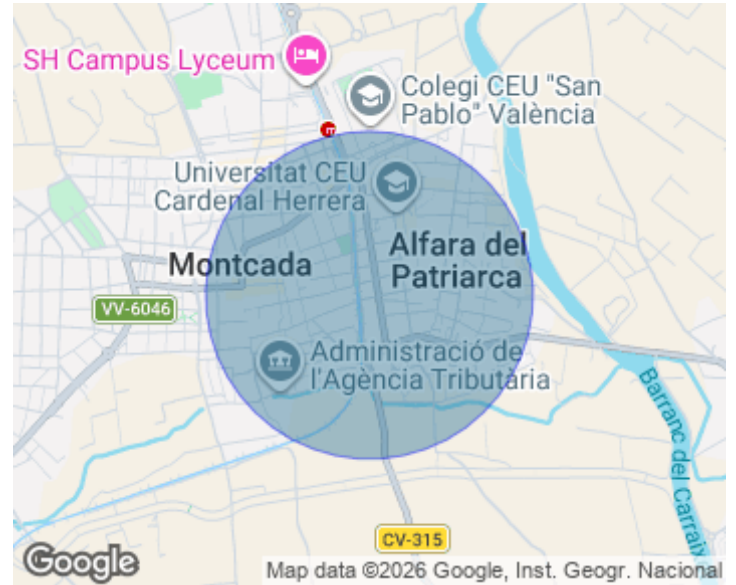 SH Campus Lyceum
Colegi CEU "San
Pablo" València
m
Universitat CEU
Cardenal Herrera
Alfara del
Patriarca
Montcada
VV-6046
Administració de
l'Agència Tributària
Barranc del Carraix
CV-315
Google
Map data ©2026 Google, Inst. Geogr. Nacional